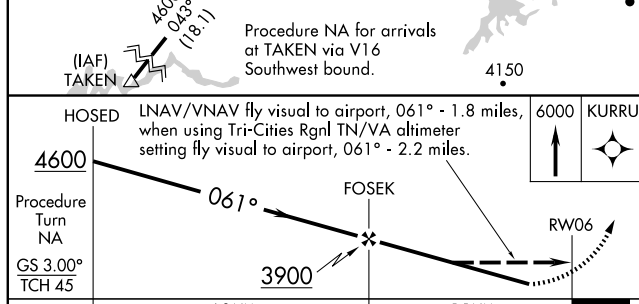 4600
043°
(18.1)
(IAF)
TAKEN
Procedure NA for arrivals
at TAKEN via V16
Southwest bound.
4150
HOSED
LNAV/VNAV fly visual to airport, 061° - 1.8 miles,
when using Tri-Cities Rgnl TN/VA altimeter
setting fly visual to airport, 061° - 2.2 miles.
6000
KURRU
4600
061°
FOSEK
RW06
Procedure
Turn
NA
GS 3.00°
TCH 45
3900